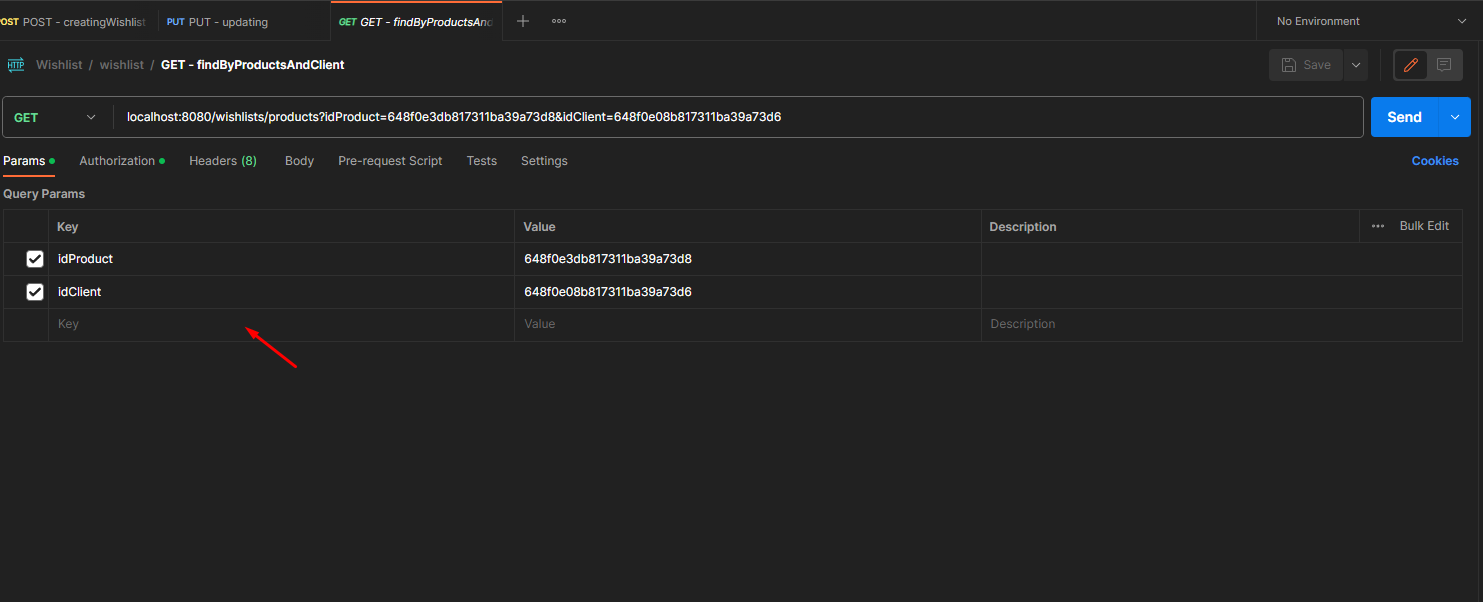 OST POST - creatingWishlist PUT PUT - updating GET GET - findByProductsAnd No Environment
HTTP Wishlist / wishlist / GET - findByProductsAndClient Save
GET localhost:8080/wishlists/products?idProduct=648f0e3db817311ba39a73d8&idClient=648f0e08b817311ba39a73d6 Send
Params Authorization Headers (8) Body Pre-request Script Tests Settings Cookies
Query Params
Key Value Description Bulk Edit
idProduct 648f0e3db817311ba39a73d8
idClient 648f0e08b817311ba39a73d6
Key Value Description